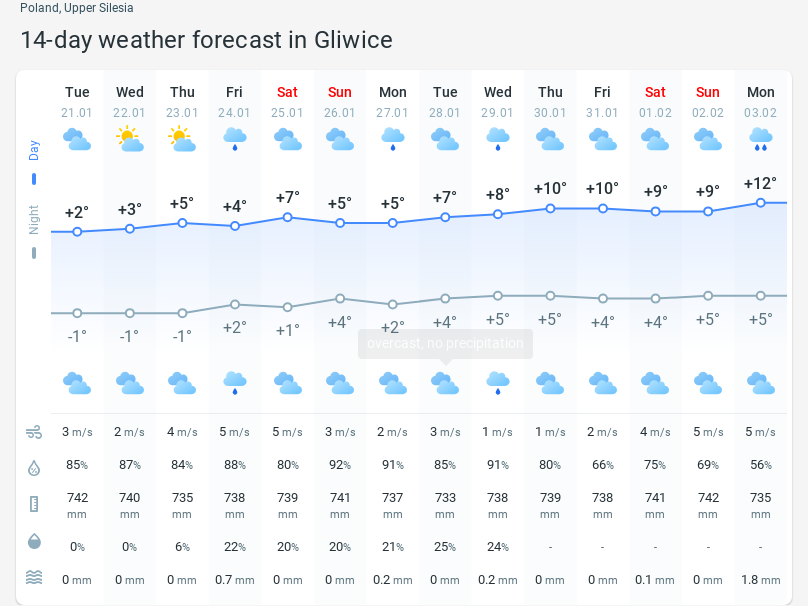 Poland, Upper Silesia
14-day weather forecast in Gliwice
Tue Wed Thu Fri Sat Sun Mon Tue Wed Thu Fri Sat Sun Mon
21.01 22.01 23.01 24.01 25.01 26.01 27.01 28.01 29.01 30.01 31.01 01.02 02.02 03.02
Day
+2° +3° +5° +4° +7° +5° +5° +7° +8° +10° +10° +9° +9° +12°
Night
-1° -1° -1° +2° +1° +4° +2° +4° +5° +5° +4° +4° +5° +5°
overcast, no precipitation
3 m/s 2 m/s 4 m/s 5 m/s 5 m/s 3 m/s 2 m/s 3 m/s 1 m/s 1 m/s 2 m/s 4 m/s 5 m/s 5 m/s
85% 87% 84% 88% 80% 92% 91% 85% 91% 80% 66% 75% 69% 56%
742 740 735 738 739 741 737 733 738 739 738 741 742 735
mm mm mm mm mm mm mm mm mm mm mm mm mm mm
0% 0% 6% 22% 20% 20% 21% 25% 24% - - - - -
0 mm 0 mm 0 mm 0.7 mm 0 mm 0 mm 0.2 mm 0 mm 0.2 mm 0 mm 0 mm 0.1 mm 0 mm 1.8 mm